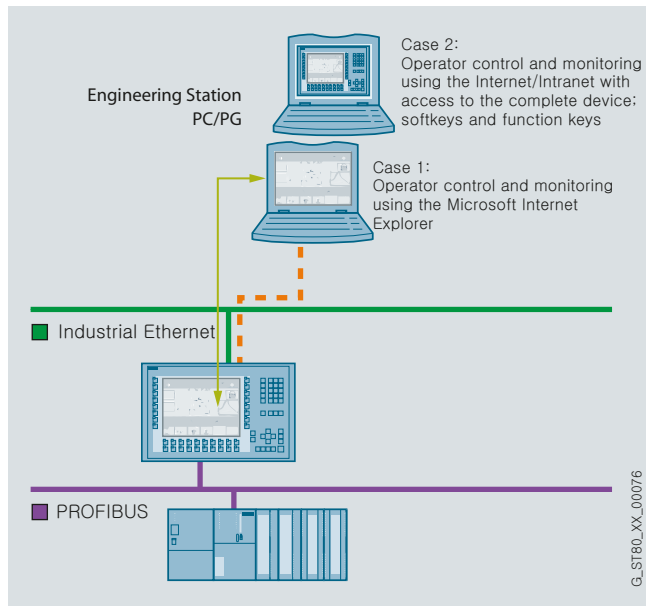 Case 2:
Operator control and monitoring
using the Internet/Intranet with
access to the complete device;
softkeys and function keys
Engineering Station
PC/PG
Case 1:
Operator control and monitoring
using the Microsoft Internet
Explorer
Industrial Ethernet
PROFIBUS
G_ST80_XX_00076